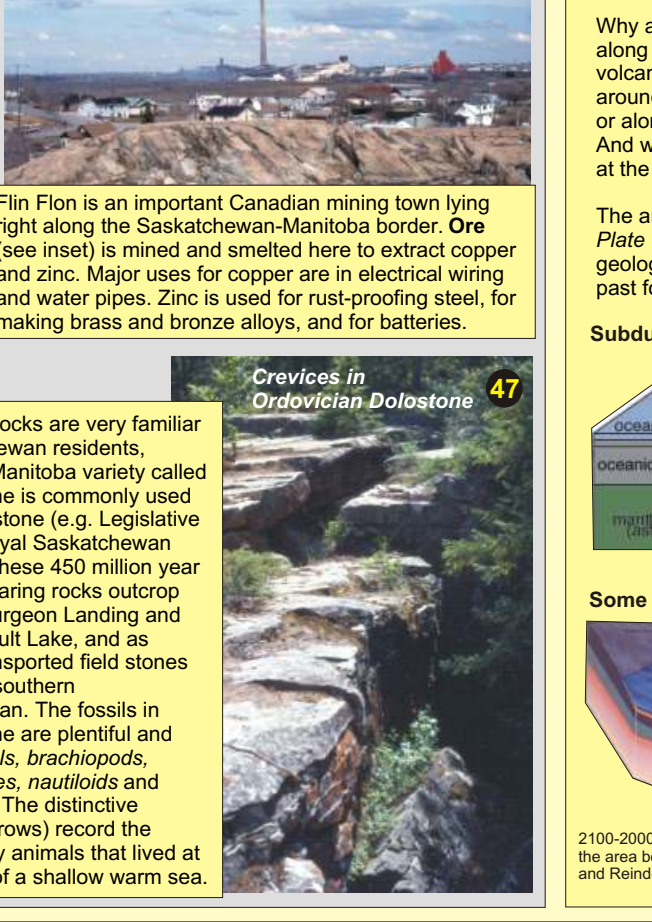 Flin Flon is an important Canadian mining town lying
right along the Saskatchewan-Manitoba border. Ore
(see inset) is mined and smelted here to extract copper
and zinc. Major uses for copper are in electrical wiring
and water pipes. Zinc is used for rust-proofing steel, for
making brass and bronze alloys, and for batteries.
Crevices in
Ordovician Dolostone
47
ocks are very familiar
ewan residents,
Manitoba variety called
ne is commonly used
stone (e.g. Legislative
yal Saskatchewan
hese 450 million year
aring rocks outcrop
urgeon Landing and
ult Lake, and as
nsported field stones
southern
an. The fossils in
ne are plentiful and
ls, brachiopods,
es, nautiloids and
The distinctive
rows) record the
y animals that lived at
of a shallow warm sea.
Why a
along
volcan
aroun
or alon
And w
at the
The a
Plate
geolog
past fo
Subdu
ocea
oceanic
mant
(ast
Some
2100-2000
the area be
and Reind